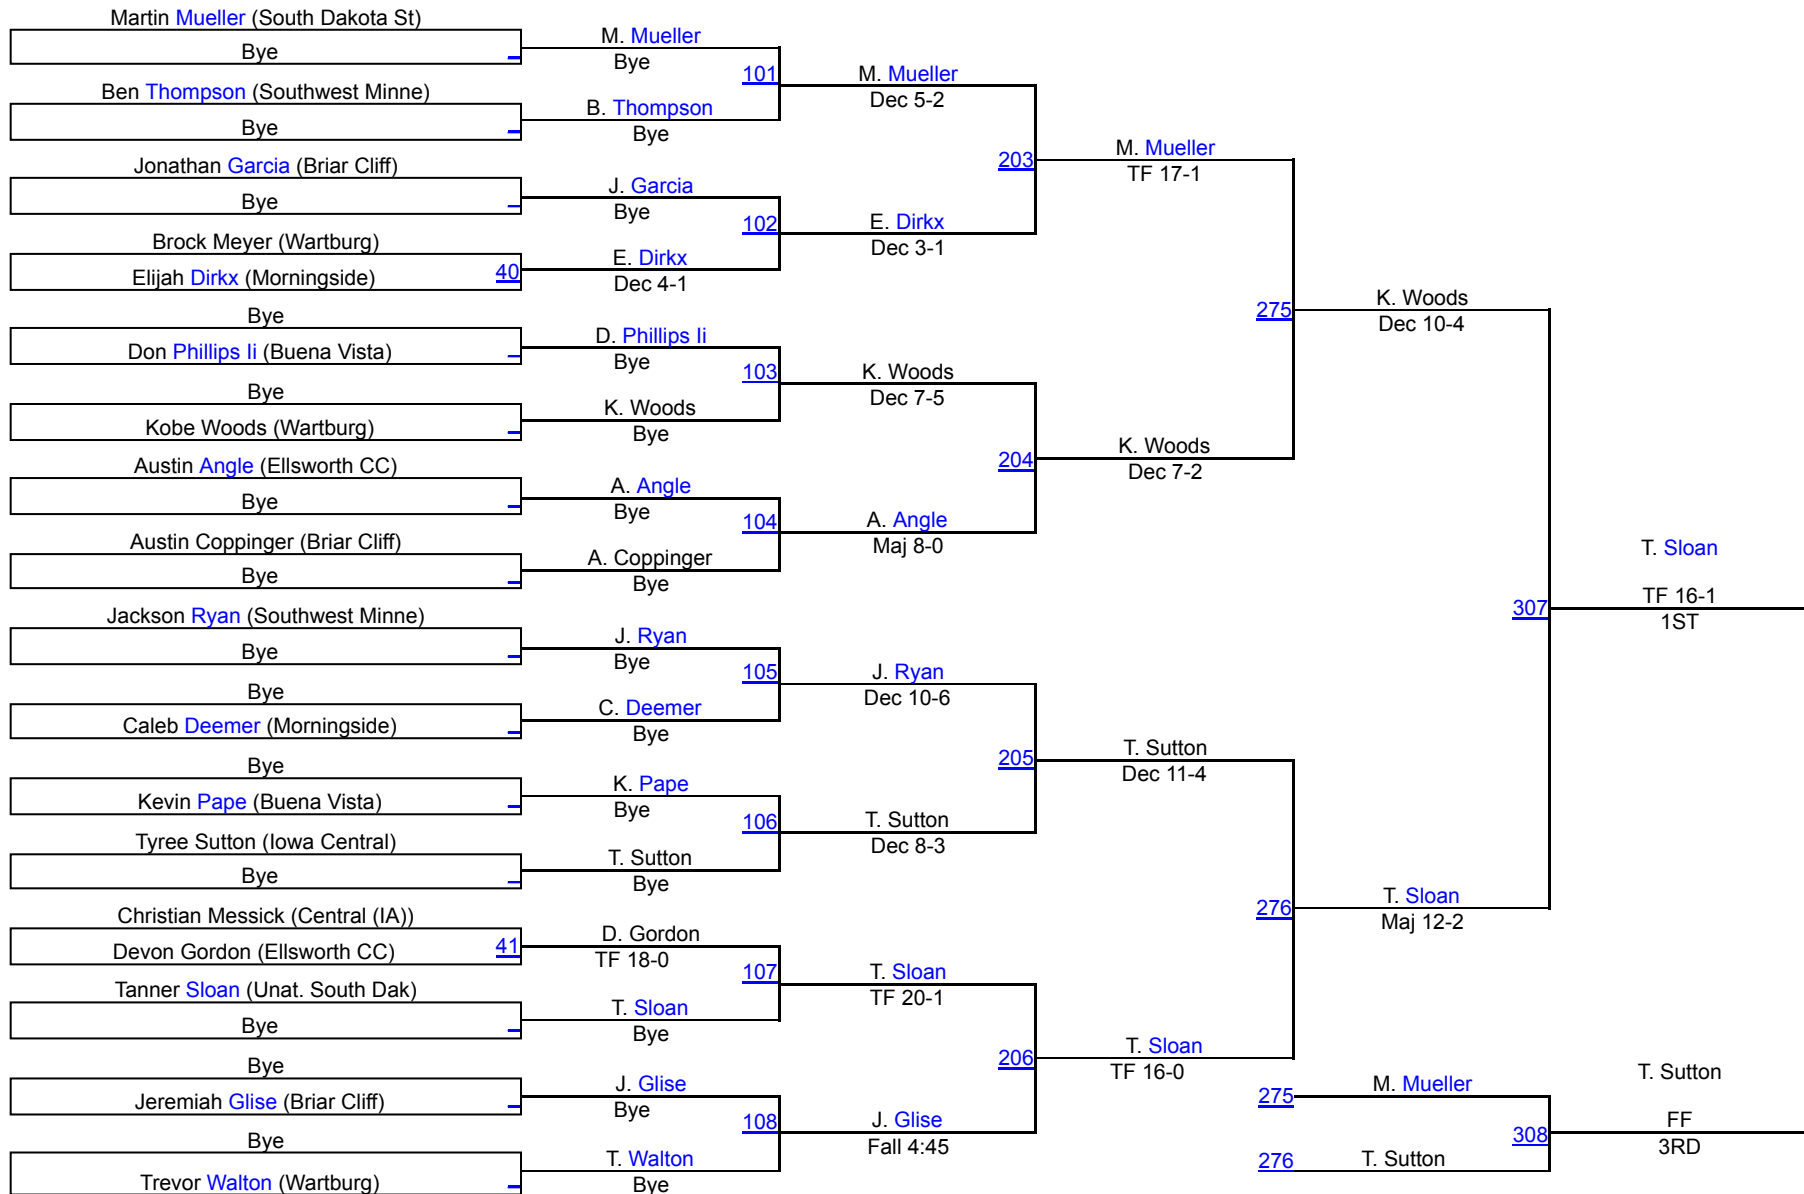 Martin Mueller (South Dakota St)
Bye
Ben Thompson (Southwest Minne)
Bye
Jonathan Garcia (Briar Cliff)
Bye
Brock Meyer (Wartburg)
Elijah Dirkx (Morningside) 40
Bye
Don Phillips Ii (Buena Vista)
Bye
Kobe Woods (Wartburg)
Austin Angle (Ellsworth CC)
Bye
Austin Coppinger (Briar Cliff)
Bye
Jackson Ryan (Southwest Minne)
Bye
Bye
Caleb Deemer (Morningside)
Bye
Kevin Pape (Buena Vista)
Tyree Sutton (Iowa Central)
Bye
Christian Messick (Central (IA))
Devon Gordon (Ellsworth CC) 41
Tanner Sloan (Unat. South Dak)
Bye
Bye
Jeremiah Glise (Briar Cliff)
Bye
Trevor Walton (Wartburg)
M. Mueller
Bye
101
B. Thompson
Bye
J. Garcia
Bye
102
E. Dirkx
Dec 4-1
D. Phillips Ii
Bye
103
K. Woods
Bye
A. Angle
Bye
104
A. Coppinger
Bye
J. Ryan
Bye
105
C. Deemer
Bye
K. Pape
Bye
106
T. Sutton
Bye
D. Gordon
TF 18-0
107
T. Sloan
Bye
J. Glise
Bye
108
T. Walton
Bye
M. Mueller
Dec 5-2
203
E. Dirkx
Dec 3-1
K. Woods
Dec 7-5
204
A. Angle
Maj 8-0
J. Ryan
Dec 10-6
205
T. Sutton
Dec 8-3
T. Sloan
TF 20-1
206
J. Glise
Fall 4:45
M. Mueller
TF 17-1
275
K. Woods
Dec 7-2
T. Sutton
Dec 11-4
276
T. Sloan
TF 16-0
K. Woods
Dec 10-4
307
T. Sloan
Maj 12-2
T. Sloan
TF 16-1
1ST
275 M. Mueller
308
276 T. Sutton
T. Sutton
FF
3RD